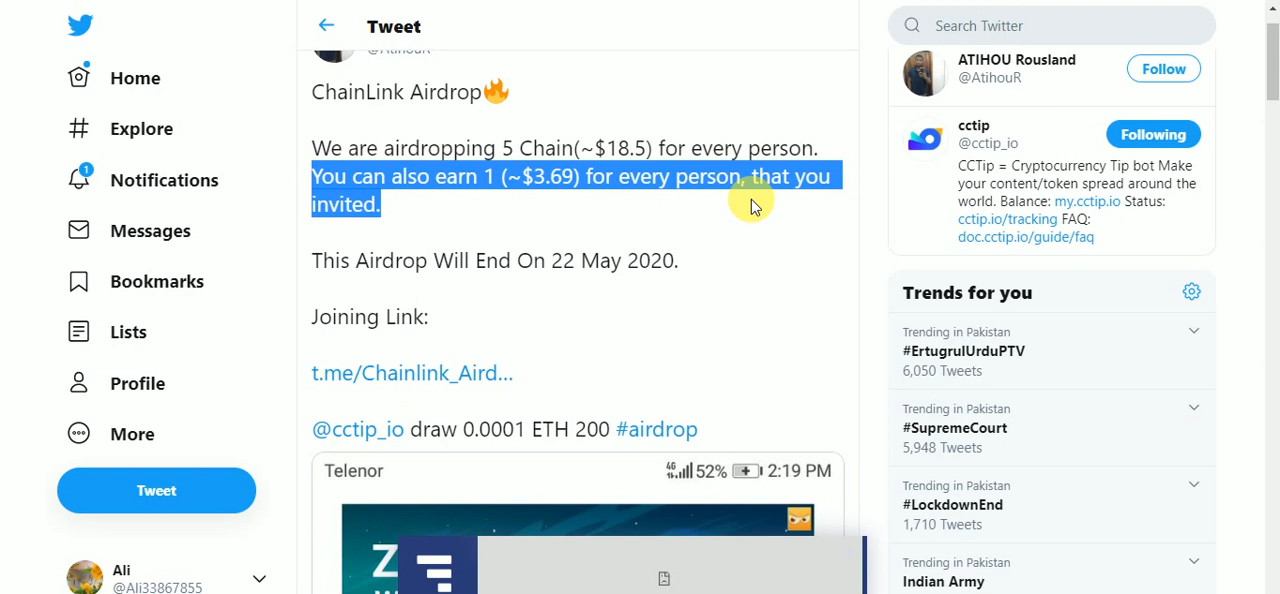 Home
Explore
1
Notifications
Messages
Bookmarks
Lists
Profile
More
Tweet
Ali
@Ali33867855
Tweet
@AtihouR
ChainLink Airdrop🔥
We are airdropping 5 Chain(~$18.5) for every person.
You can also earn 1 (~$3.69) for every person, that you
invited.
This Airdrop Will End On 22 May 2020.
Joining Link:
t.me/Chainlink_Aird...
@cctip_io draw 0.0001 ETH 200 #airdrop
Telenor 4G 52% 2:19 PM
Search Twitter
ATIHOU Rousland
@AtihouR
Follow
cctip
@cctip_io
Following
CCTip = Cryptocurrency Tip bot Make
your content/token spread around the
world. Balance: my.cctip.io Status:
cctip.io/tracking FAQ:
doc.cctip.io/guide/faq
Trends for you
Trending in Pakistan
#ErtugrulUrduPTV
6,050 Tweets
Trending in Pakistan
#SupremeCourt
5,948 Tweets
Trending in Pakistan
#LockdownEnd
1,710 Tweets
Trending in Pakistan
Indian Army